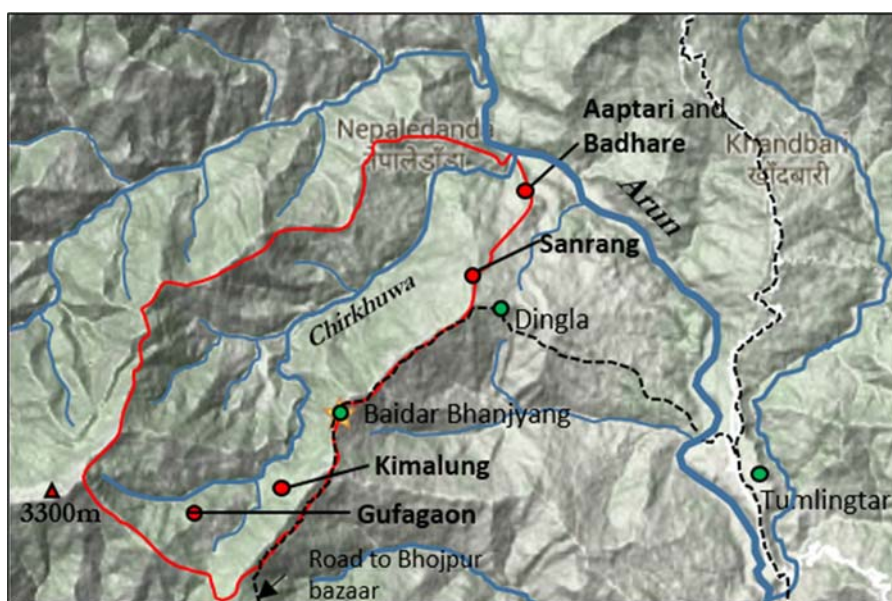 Aaptari and
Badhare
Nepaledanda
नेपालेडाँडा
Khandbari
खाँदबारी
Arun
Sanrang
Chirkhuwa
Dingla
Baidar Bhanjyang
Kimalung
3300m
Gufagaon
Tumlingtar
Road to Bhojpur
bazaar